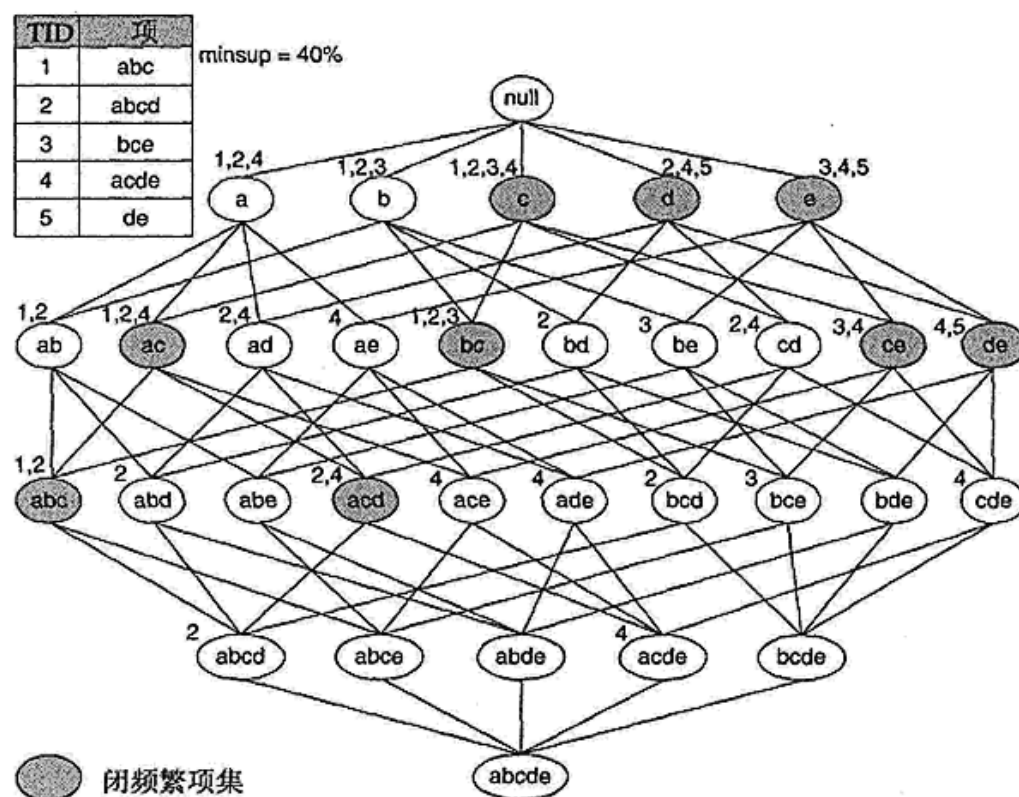 TID 项
1 abc
2 abcd
3 bce
4 acde
5 de
minsup = 40%
null
1,2,4 1,2,3 1,2,3,4 2,4,5 3,4,5
a b c d e
1,2 1,2,4 2,4 4 1,2,3 2 3 2,4 3,4 4,5
ab ac ad ae bc bd be cd ce de
1,2 2 2,4 4 4 2 3 4
abc abd abe acd ace ade bcd bce bde cde
2 4
abcd abce abde acde bcde
abcde
闭频繁项集